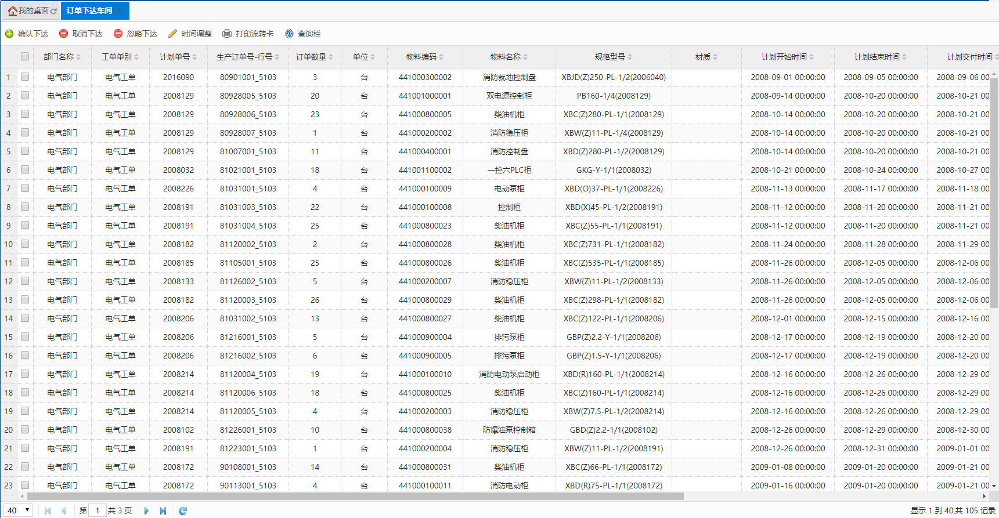 我的桌面 订单下达车间
确认下达 取消下达 忽略下达 时间调整 打印流转卡 查询栏
部门名称 工单单别 计划单号 生产订单号-行号 订单数量 单位 物料编码 物料名称 规格型号 材质 计划开始时间 计划结束时间 计划交付时间
1 电气部门 电气工单 2016090 80901001_5103 3 台 441000300002 消防就地控制盘 XBJD(Z)250-PL-1/2(2006040) 2008-09-01 00:00:00 2008-09-05 00:00:00 2008-09-06 00
2 电气部门 电气工单 2008129 80928005_5103 20 台 441001000001 双电源控制柜 PB160-1/4(2008129) 2008-09-14 00:00:00 2008-10-20 00:00:00 2008-10-21 00
3 电气部门 电气工单 2008129 80928006_5103 23 台 441000800005 柴油机柜 XBC(Z)280-PL-1/1(2008129) 2008-10-14 00:00:00 2008-10-20 00:00:00 2008-10-21 00
4 电气部门 电气工单 2008129 80928007_5103 1 台 441000200002 消防稳压柜 XBW(Z)11-PL-1/4(2008129) 2008-10-14 00:00:00 2008-10-20 00:00:00 2008-10-21 00
5 电气部门 电气工单 2008129 81007001_5103 11 台 441000400001 消防控制盘 XBD(Z)280-PL-1/2(2008129) 2008-10-14 00:00:00 2008-10-20 00:00:00 2008-10-21 00
6 电气部门 电气工单 2008032 81021001_5103 18 台 441001100002 一控六PLC柜 GKG-Y-1/1(2008032) 2008-10-21 00:00:00 2008-10-24 00:00:00 2008-10-27 00
7 电气部门 电气工单 2008226 81031001_5103 4 台 441000100009 电动泵柜 XBD(O)37-PL-1/1(2008226) 2008-11-13 00:00:00 2008-11-17 00:00:00 2008-11-18 00
8 电气部门 电气工单 2008191 81031003_5103 22 台 441000100008 控制柜 XBD(X)45-PL-1/2(2008191) 2008-11-12 00:00:00 2008-11-20 00:00:00 2008-11-21 00
9 电气部门 电气工单 2008191 81031004_5103 25 台 441000800023 柴油机柜 XBC(Z)55-PL-1/1(2008191) 2008-11-12 00:00:00 2008-11-20 00:00:00 2008-11-21 00
10 电气部门 电气工单 2008182 81120002_5103 2 台 441000800028 柴油机柜 XBC(Z)731-PL-1/1(2008182) 2008-11-24 00:00:00 2008-11-28 00:00:00 2008-11-29 00
11 电气部门 电气工单 2008185 81105001_5103 25 台 441000800026 柴油机柜 XBC(Z)535-PL-1/1(2008185) 2008-11-26 00:00:00 2008-12-05 00:00:00 2008-12-06 00
12 电气部门 电气工单 2008133 81126002_5103 5 台 441000200007 消防稳压柜 XBW(Z)11-PL-1/2(2008133) 2008-11-26 00:00:00 2008-12-05 00:00:00 2008-12-06 00
13 电气部门 电气工单 2008182 81120003_5103 26 台 441000800029 柴油机柜 XBC(Z)298-PL-1/1(2008182) 2008-11-26 00:00:00 2008-12-05 00:00:00 2008-12-06 00
14 电气部门 电气工单 2008206 81031002_5103 13 台 441000800027 柴油机柜 XBC(Z)122-PL-1/1(2008206) 2008-12-01 00:00:00 2008-12-15 00:00:00 2008-12-16 00
15 电气部门 电气工单 2008206 81216001_5103 5 台 441000900004 排污泵柜 GBP(Z)2.2-Y-1/1(2008206) 2008-12-17 00:00:00 2008-12-19 00:00:00 2008-12-20 00
16 电气部门 电气工单 2008206 81216002_5103 6 台 441000900005 排污泵柜 GBP(Z)1.5-Y-1/1(2008206) 2008-12-17 00:00:00 2008-12-19 00:00:00 2008-12-20 00
17 电气部门 电气工单 2008214 81120004_5103 19 台 441000100010 消防电动泵启动柜 XBD(R)160-PL-1/1(2008214) 2008-12-16 00:00:00 2008-12-26 00:00:00 2008-12-29 00
18 电气部门 电气工单 2008214 81120006_5103 18 台 441000800025 柴油机柜 XBC(Z)160-PL-1/1(2008214) 2008-12-16 00:00:00 2008-12-26 00:00:00 2008-12-29 00
19 电气部门 电气工单 2008214 81120005_5103 4 台 441000200003 消防稳压柜 XBW(Z)7.5-PL-1/2(2008214) 2008-12-16 00:00:00 2008-12-26 00:00:00 2008-12-29 00
20 电气部门 电气工单 2008102 81226001_5103 10 台 441000800038 防爆油泵控制箱 GBD(Z)2.2-1/1(2008102) 2008-12-26 00:00:00 2008-12-29 00:00:00 2008-12-30 00
21 电气部门 电气工单 2008191 81223001_5103 1 台 441000200004 消防稳压柜 XBW(Z)11-PL-1/2(2008191) 2008-12-26 00:00:00 2008-12-31 00:00:00 2009-01-01 00
22 电气部门 电气工单 2008172 90108001_5103 14 台 441000800031 柴油机柜 XBC(Z)66-PL-1/1(2008172) 2009-01-08 00:00:00 2009-01-20 00:00:00 2009-01-21 00
23 电气部门 电气工单 2008172 90113001_5103 4 台 441000100011 消防电动柜 XBD(R)75-PL-1/1(2008172) 2009-01-16 00:00:00 2009-01-20 00:00:00 2009-01-21 00
40 第 1 共 3 页 显示 1 到 40,共 105 记录